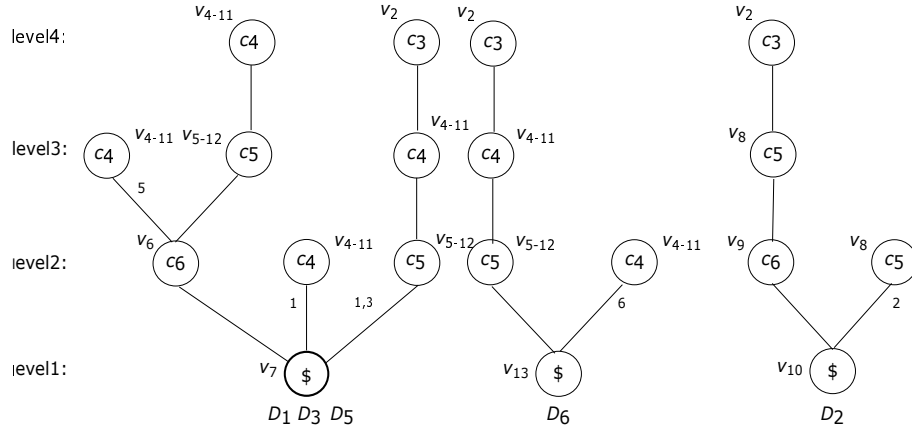 level4:
v4-11 v2 v2 v2
c4 c3 c3 c3
level3:
v4-11 v5-12 v4-11 v4-11 v8
c4 c5 c4 c4 c5
5
level2:
v6 v4-11 v5-12 v5-12 v4-11 v9 v8
c6 c4 c5 c5 c4 c6 c5
1 1,3 6 2
level1:
v7 $ v13 $ v10 $
D1 D3 D5 D6 D2